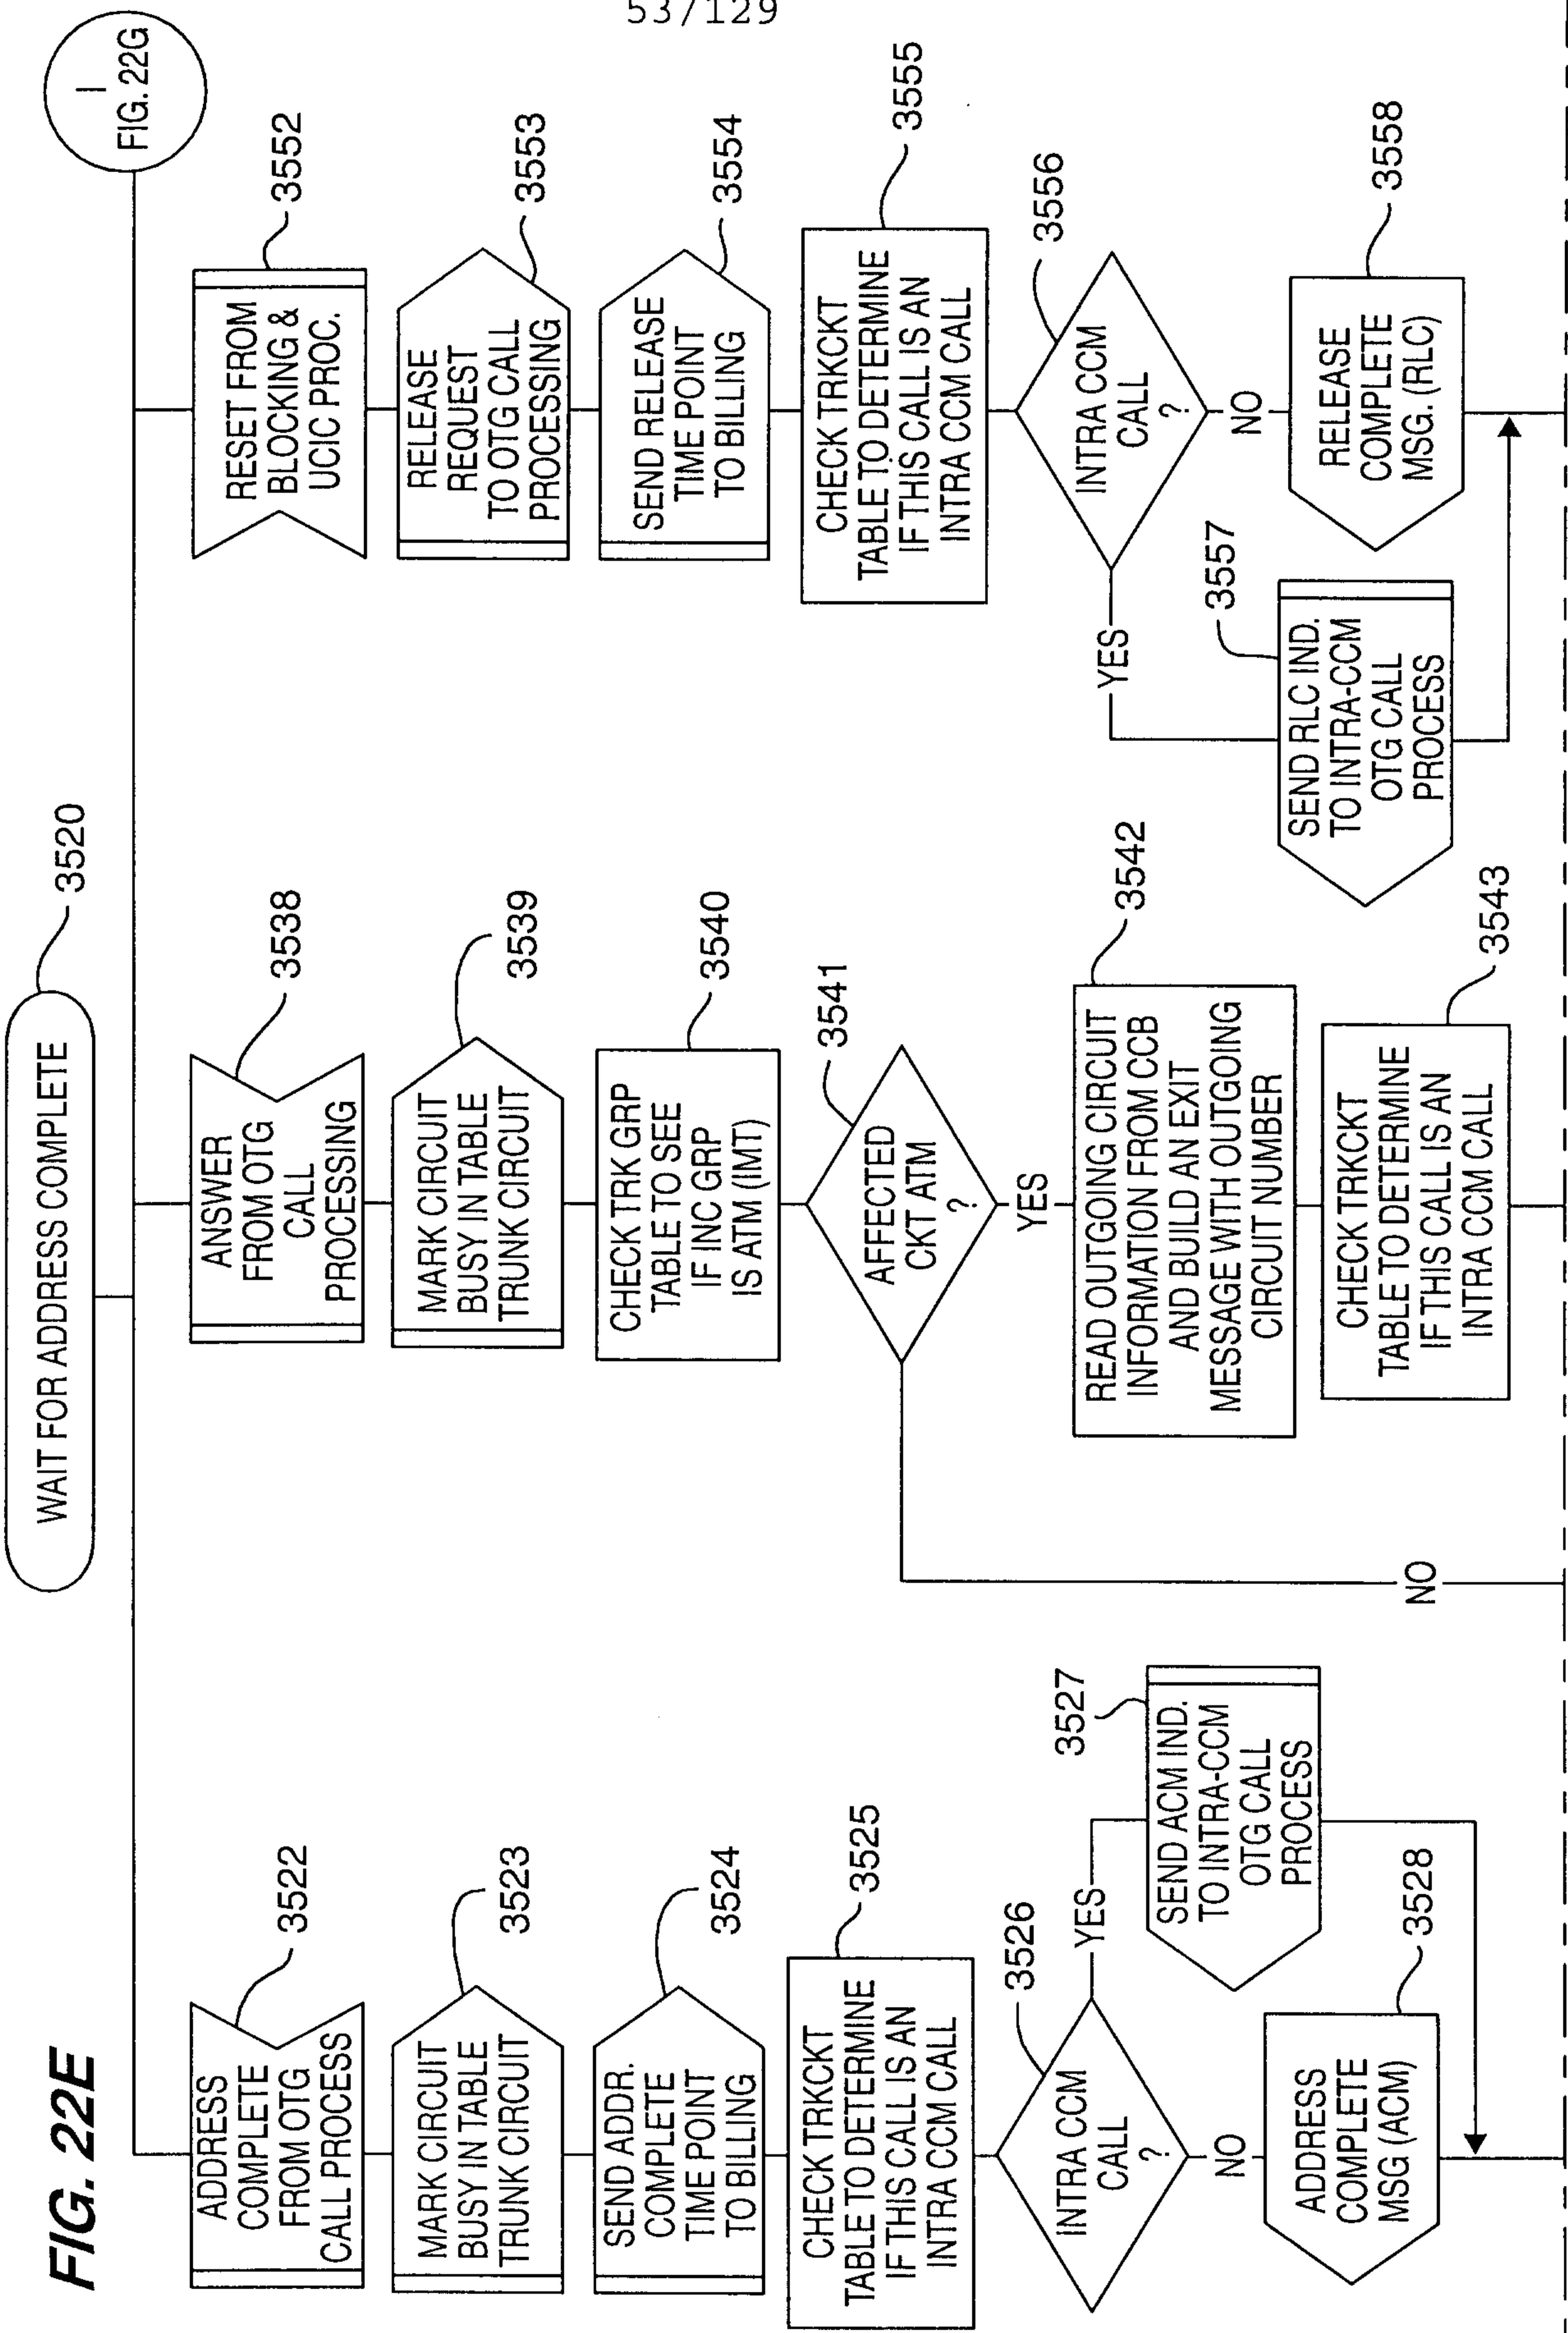 53/129
FIG. 22E
WAIT FOR ADDRESS COMPLETE
3520
I
FIG. 22G
ADDRESS
COMPLETE
FROM OTG
CALL PROCESS
3522
MARK CIRCUIT
BUSY IN TABLE
TRUNK CIRCUIT
3523
SEND ADDR.
COMPLETE
TIME POINT
TO BILLING
3524
CHECK TRKCKT
TABLE TO DETERMINE
IF THIS CALL IS AN
INTRA CCM CALL
3525
INTRA CCM
CALL
?
3526
YES
NO
SEND ACM IND.
TO INTRA-CCM
OTG CALL
PROCESS
3527
ADDRESS
COMPLETE
MSG (ACM)
3528
ANSWER
FROM OTG
CALL
PROCESSING
3538
MARK CIRCUIT
BUSY IN TABLE
TRUNK CIRCUIT
3539
CHECK TRK GRP
TABLE TO SEE
IF INC GRP
IS ATM (IMT)
3540
AFFECTED
CKT ATM
?
3541
YES
NO
READ OUTGOING CIRCUIT
INFORMATION FROM CCB
AND BUILD AN EXIT
MESSAGE WITH OUTGOING
CIRCUIT NUMBER
3542
CHECK TRKCKT
TABLE TO DETERMINE
IF THIS CALL IS AN
INTRA CCM CALL
3543
RESET FROM
BLOCKING &
UCIC PROC.
3552
RELEASE
REQUEST
TO OTG CALL
PROCESSING
3553
SEND RELEASE
TIME POINT
TO BILLING
3554
CHECK TRKCKT
TABLE TO DETERMINE
IF THIS CALL IS AN
INTRA CCM CALL
3555
INTRA CCM
CALL
?
3556
YES
NO
SEND RLC IND.
TO INTRA-CCM
OTG CALL
PROCESS
3557
RELEASE
COMPLETE
MSG. (RLC)
3558